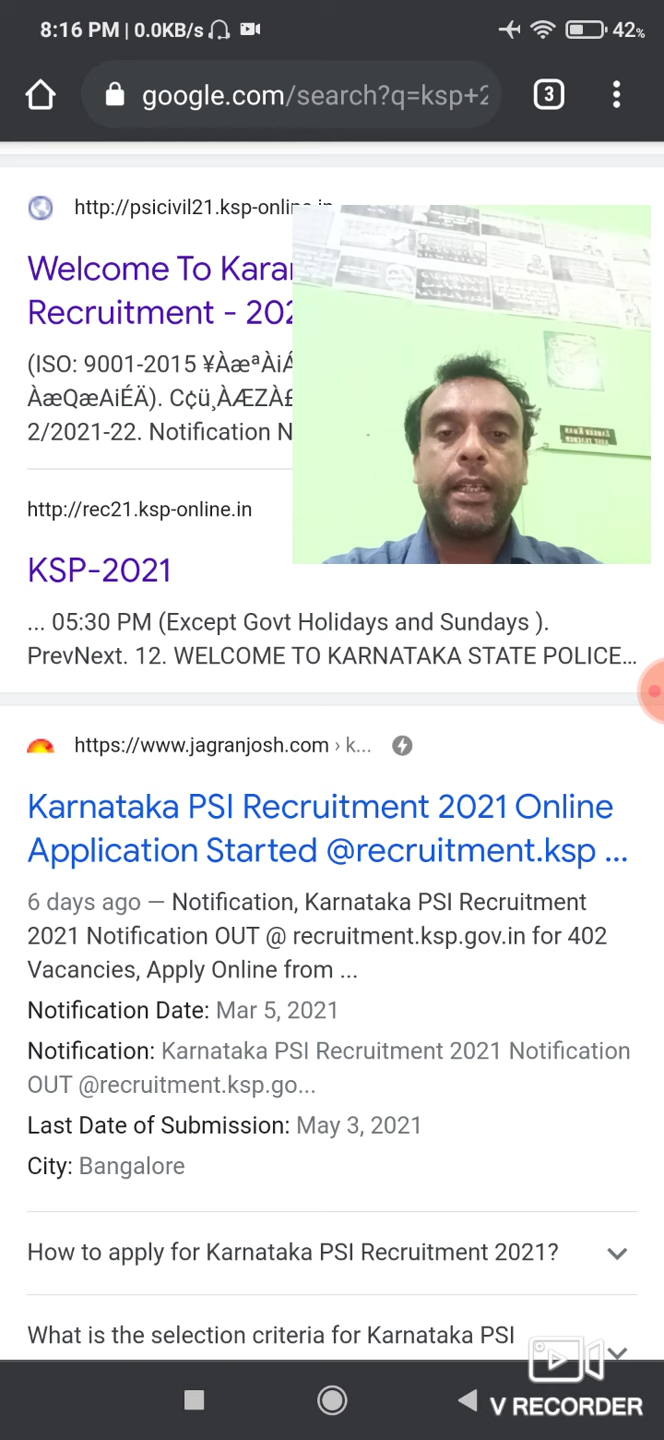 8:16 PM | 0.0KB/s
42%
google.com/search?q=ksp+2
3
http://psicivil21.ksp-online.in
Welcome To Kara
Recruitment - 202
(ISO: 9001-2015 ¥ÀæªÀiÁ
ÀæQæAiÉÄ). C¢ü¸ÀÆZÀ£
2/2021-22. Notification N
http://rec21.ksp-online.in
KSP-2021
... 05:30 PM (Except Govt Holidays and Sundays ).
PrevNext. 12. WELCOME TO KARNATAKA STATE POLICE...
https://www.jagranjosh.com › k...
Karnataka PSI Recruitment 2021 Online
Application Started @recruitment.ksp ...
6 days ago — Notification, Karnataka PSI Recruitment
2021 Notification OUT @ recruitment.ksp.gov.in for 402
Vacancies, Apply Online from ...
Notification Date: Mar 5, 2021
Notification: Karnataka PSI Recruitment 2021 Notification
OUT @recruitment.ksp.go...
Last Date of Submission: May 3, 2021
City: Bangalore
How to apply for Karnataka PSI Recruitment 2021?
What is the selection criteria for Karnataka PSI
V RECORDER